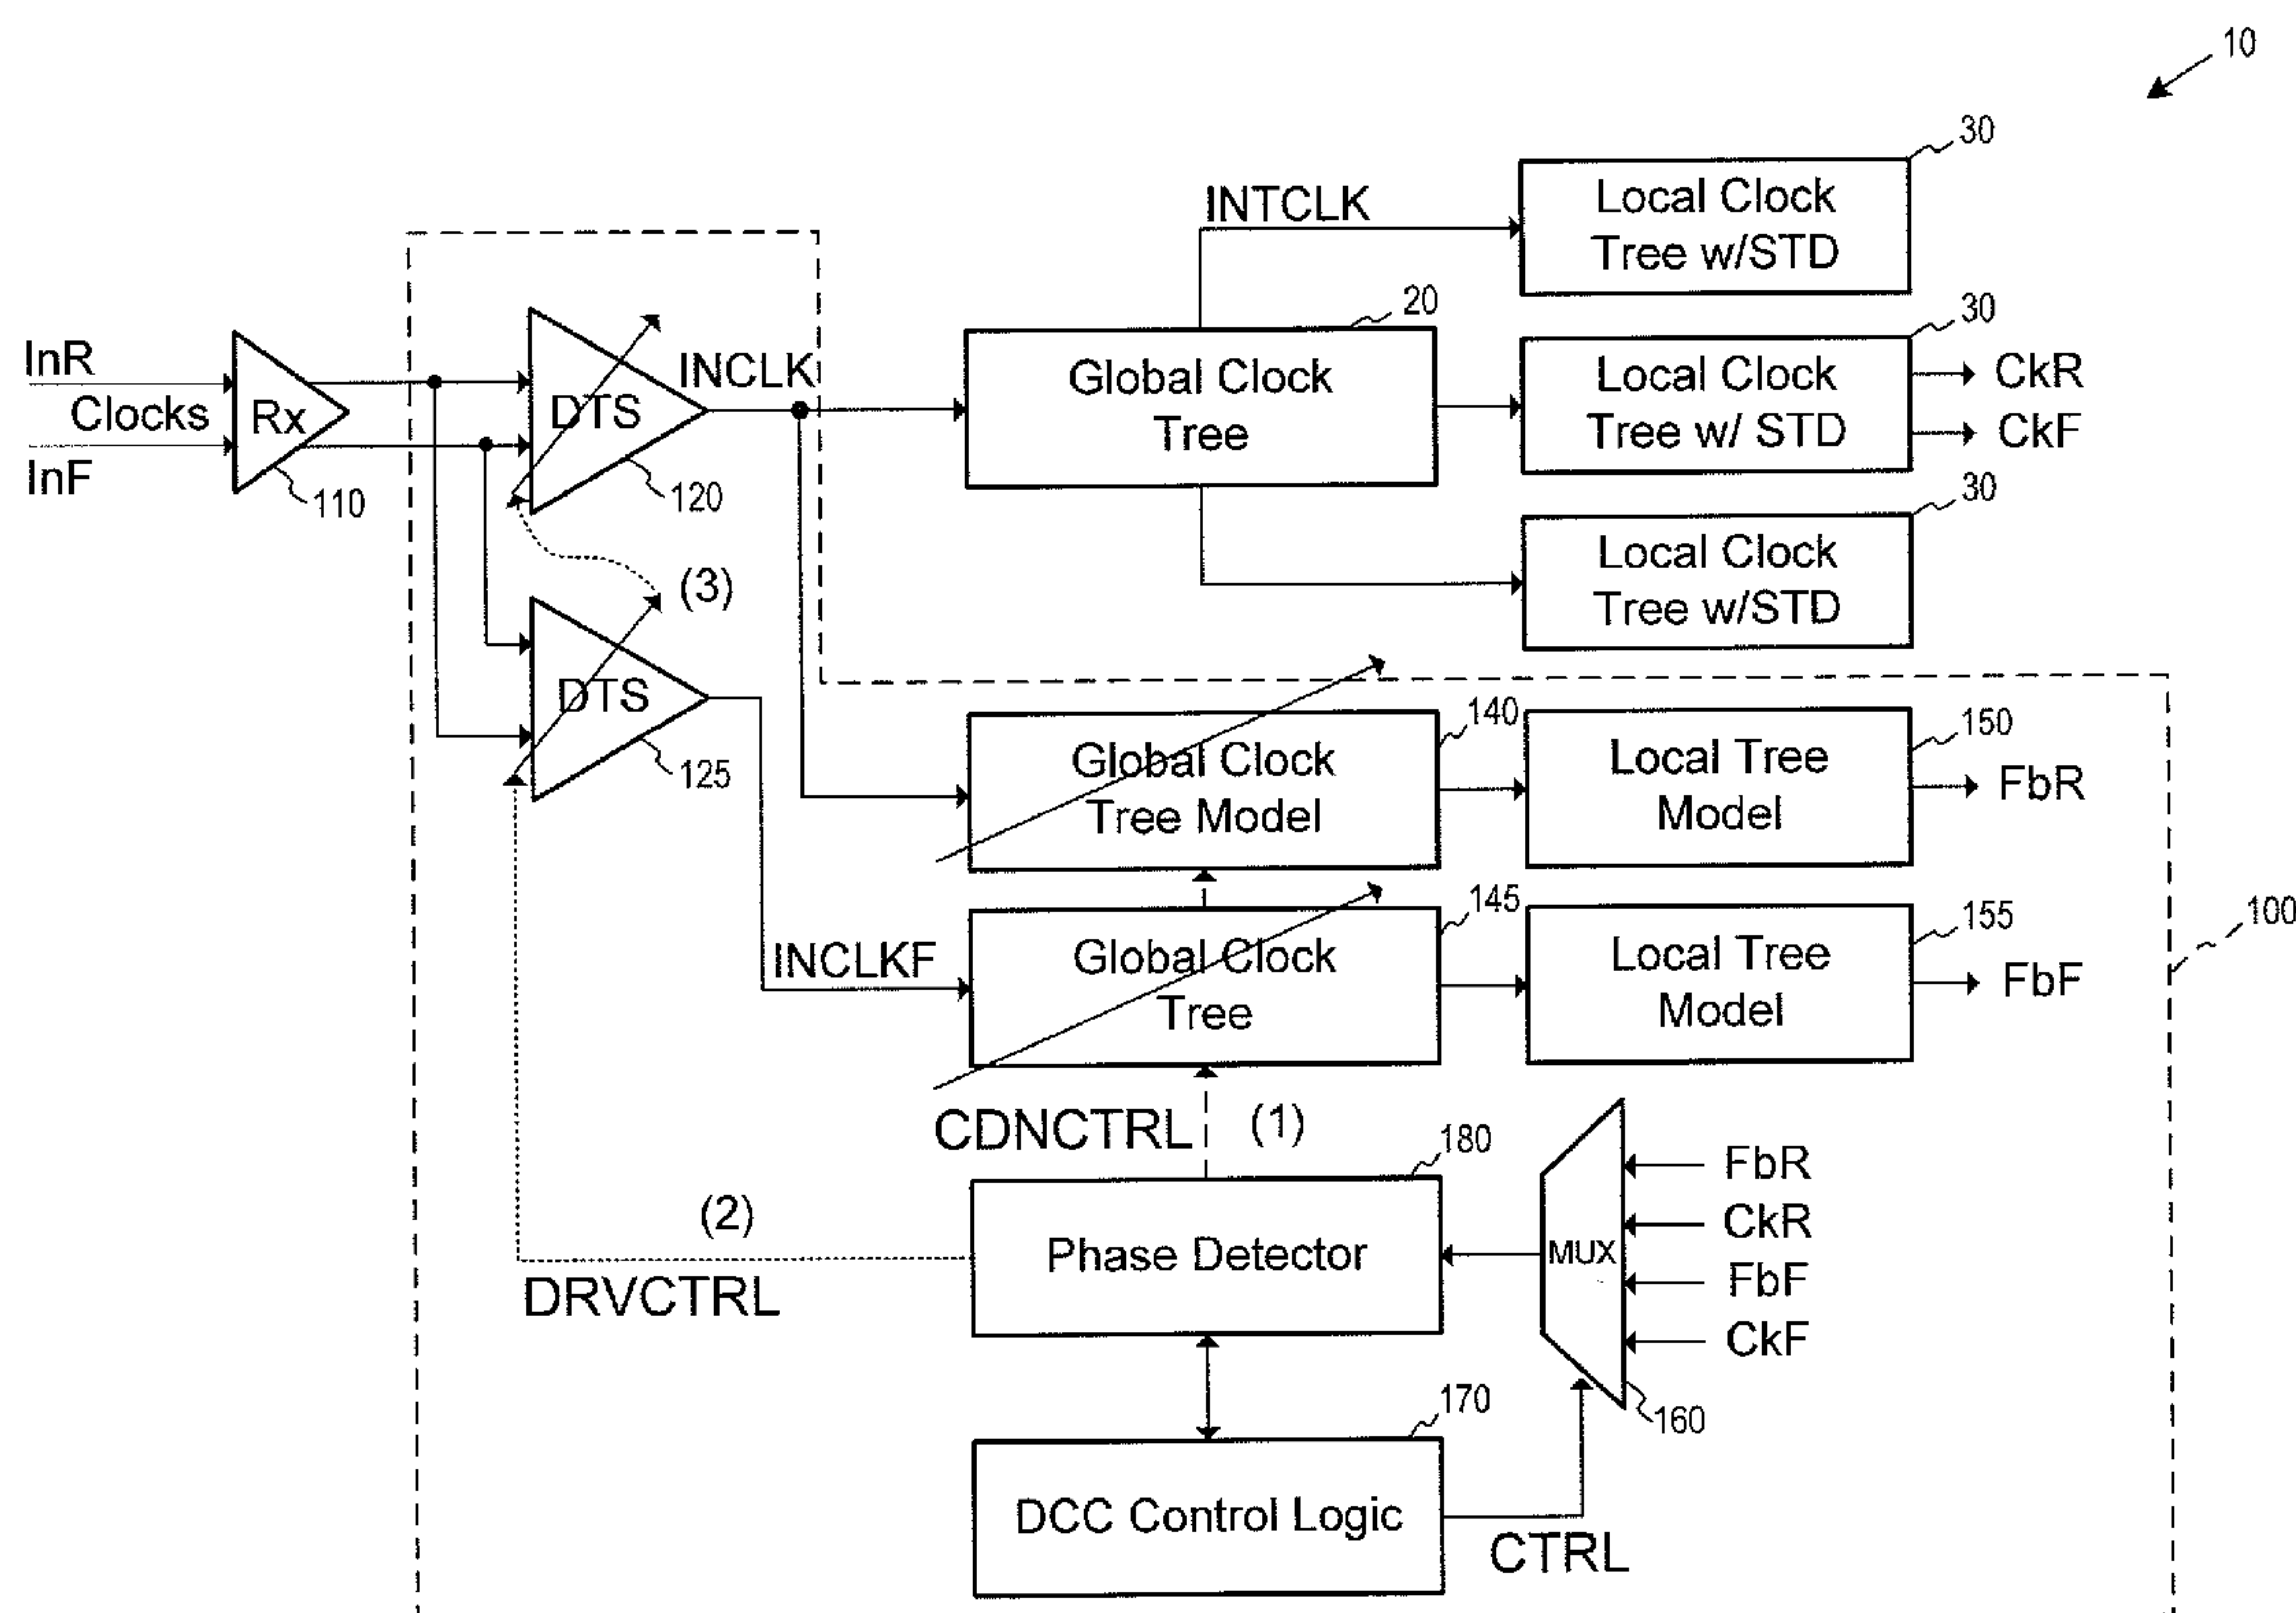 10
30
INTCLK
Local Clock
Tree w/STD
20
30
InR
Clocks
InF
Rx
110
DTS
120
INCLK
Global Clock
Tree
Local Clock
Tree w/ STD
CkR
CkF
30
Local Clock
Tree w/STD
(3)
DTS
125
140
Global Clock
Tree Model
150
Local Tree
Model
FbR
145
INCLKF
Global Clock
Tree
155
Local Tree
Model
FbF
100
CDNCTRL
(1)
180
(2)
DRVCTRL
Phase Detector
MUX
FbR
CkR
FbF
CkF
160
170
DCC Control Logic
CTRL